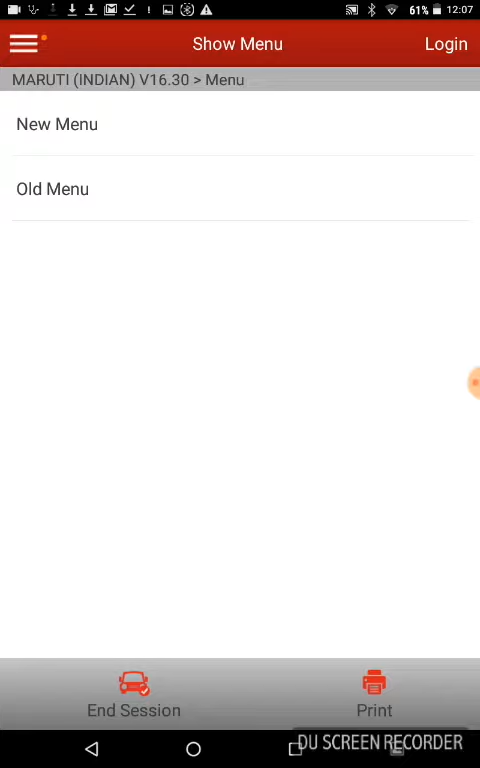 61% 12:07
Show Menu
Login
MARUTI (INDIAN) V16.30 > Menu
New Menu
Old Menu
End Session
Print
DU SCREEN RECORDER